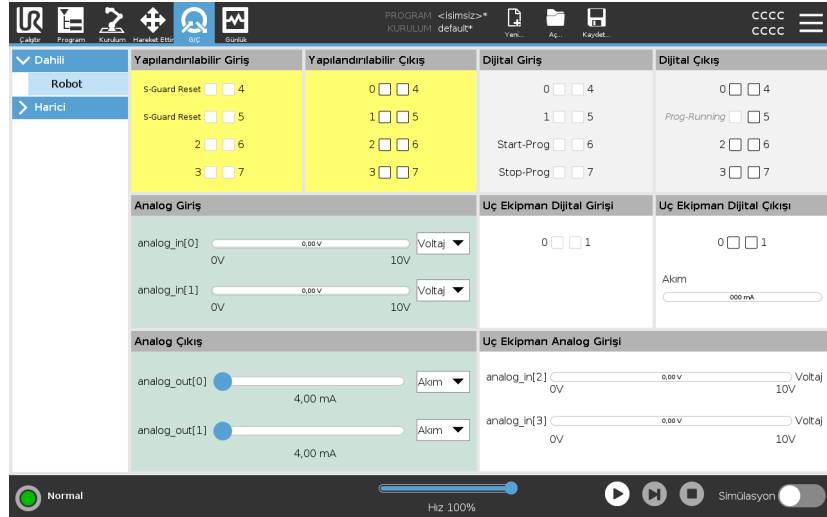 UR
PROGRAM <isimsiz>*
KURULUM default*
CCCC
CCCC
Çalıştır Program Kurulum Hareket Ettir G/Ç Günlük Yeni... Aç... Kaydet...
Dahili
Robot
Harici
Yapılandırılabilir Giriş
S-Guard Reset 4
S-Guard Reset 5
2 6
3 7
Yapılandırılabilir Çıkış
0 4
1 5
2 6
3 7
Dijital Giriş
0 4
1 5
Start-Prog 6
Stop-Prog 7
Dijital Çıkış
0 4
Prog-Running 5
2 6
3 7
Analog Giriş
analog_in[0] 0,00 V Voltaj
0V 10V
analog_in[1] 0,00 V Voltaj
0V 10V
Uç Ekipman Dijital Girişi
0 1
Uç Ekipman Dijital Çıkışı
0 1
Akım
000 mA
Analog Çıkış
analog_out[0] Akım
4,00 mA
analog_out[1] Akım
4,00 mA
Uç Ekipman Analog Girişi
analog_in[2] 0,00 V Voltaj
0V 10V
analog_in[3] 0,00 V Voltaj
0V 10V
Normal
Hız 100%
Simülasyon